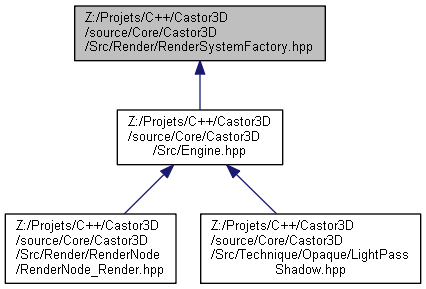 Z:/Projets/C++/Castor3D
/source/Core/Castor3D
/Src/Render/RenderSystemFactory.hpp
Z:/Projets/C++/Castor3D
/source/Core/Castor3D
/Src/Engine.hpp
Z:/Projets/C++/Castor3D
/source/Core/Castor3D
/Src/Render/RenderNode
/RenderNode_Render.hpp
Z:/Projets/C++/Castor3D
/source/Core/Castor3D
/Src/Technique/Opaque/LightPass
Shadow.hpp